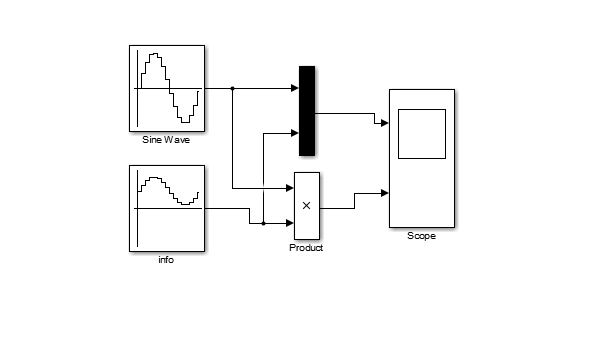 Sine Wave
info
×
Product
Scope